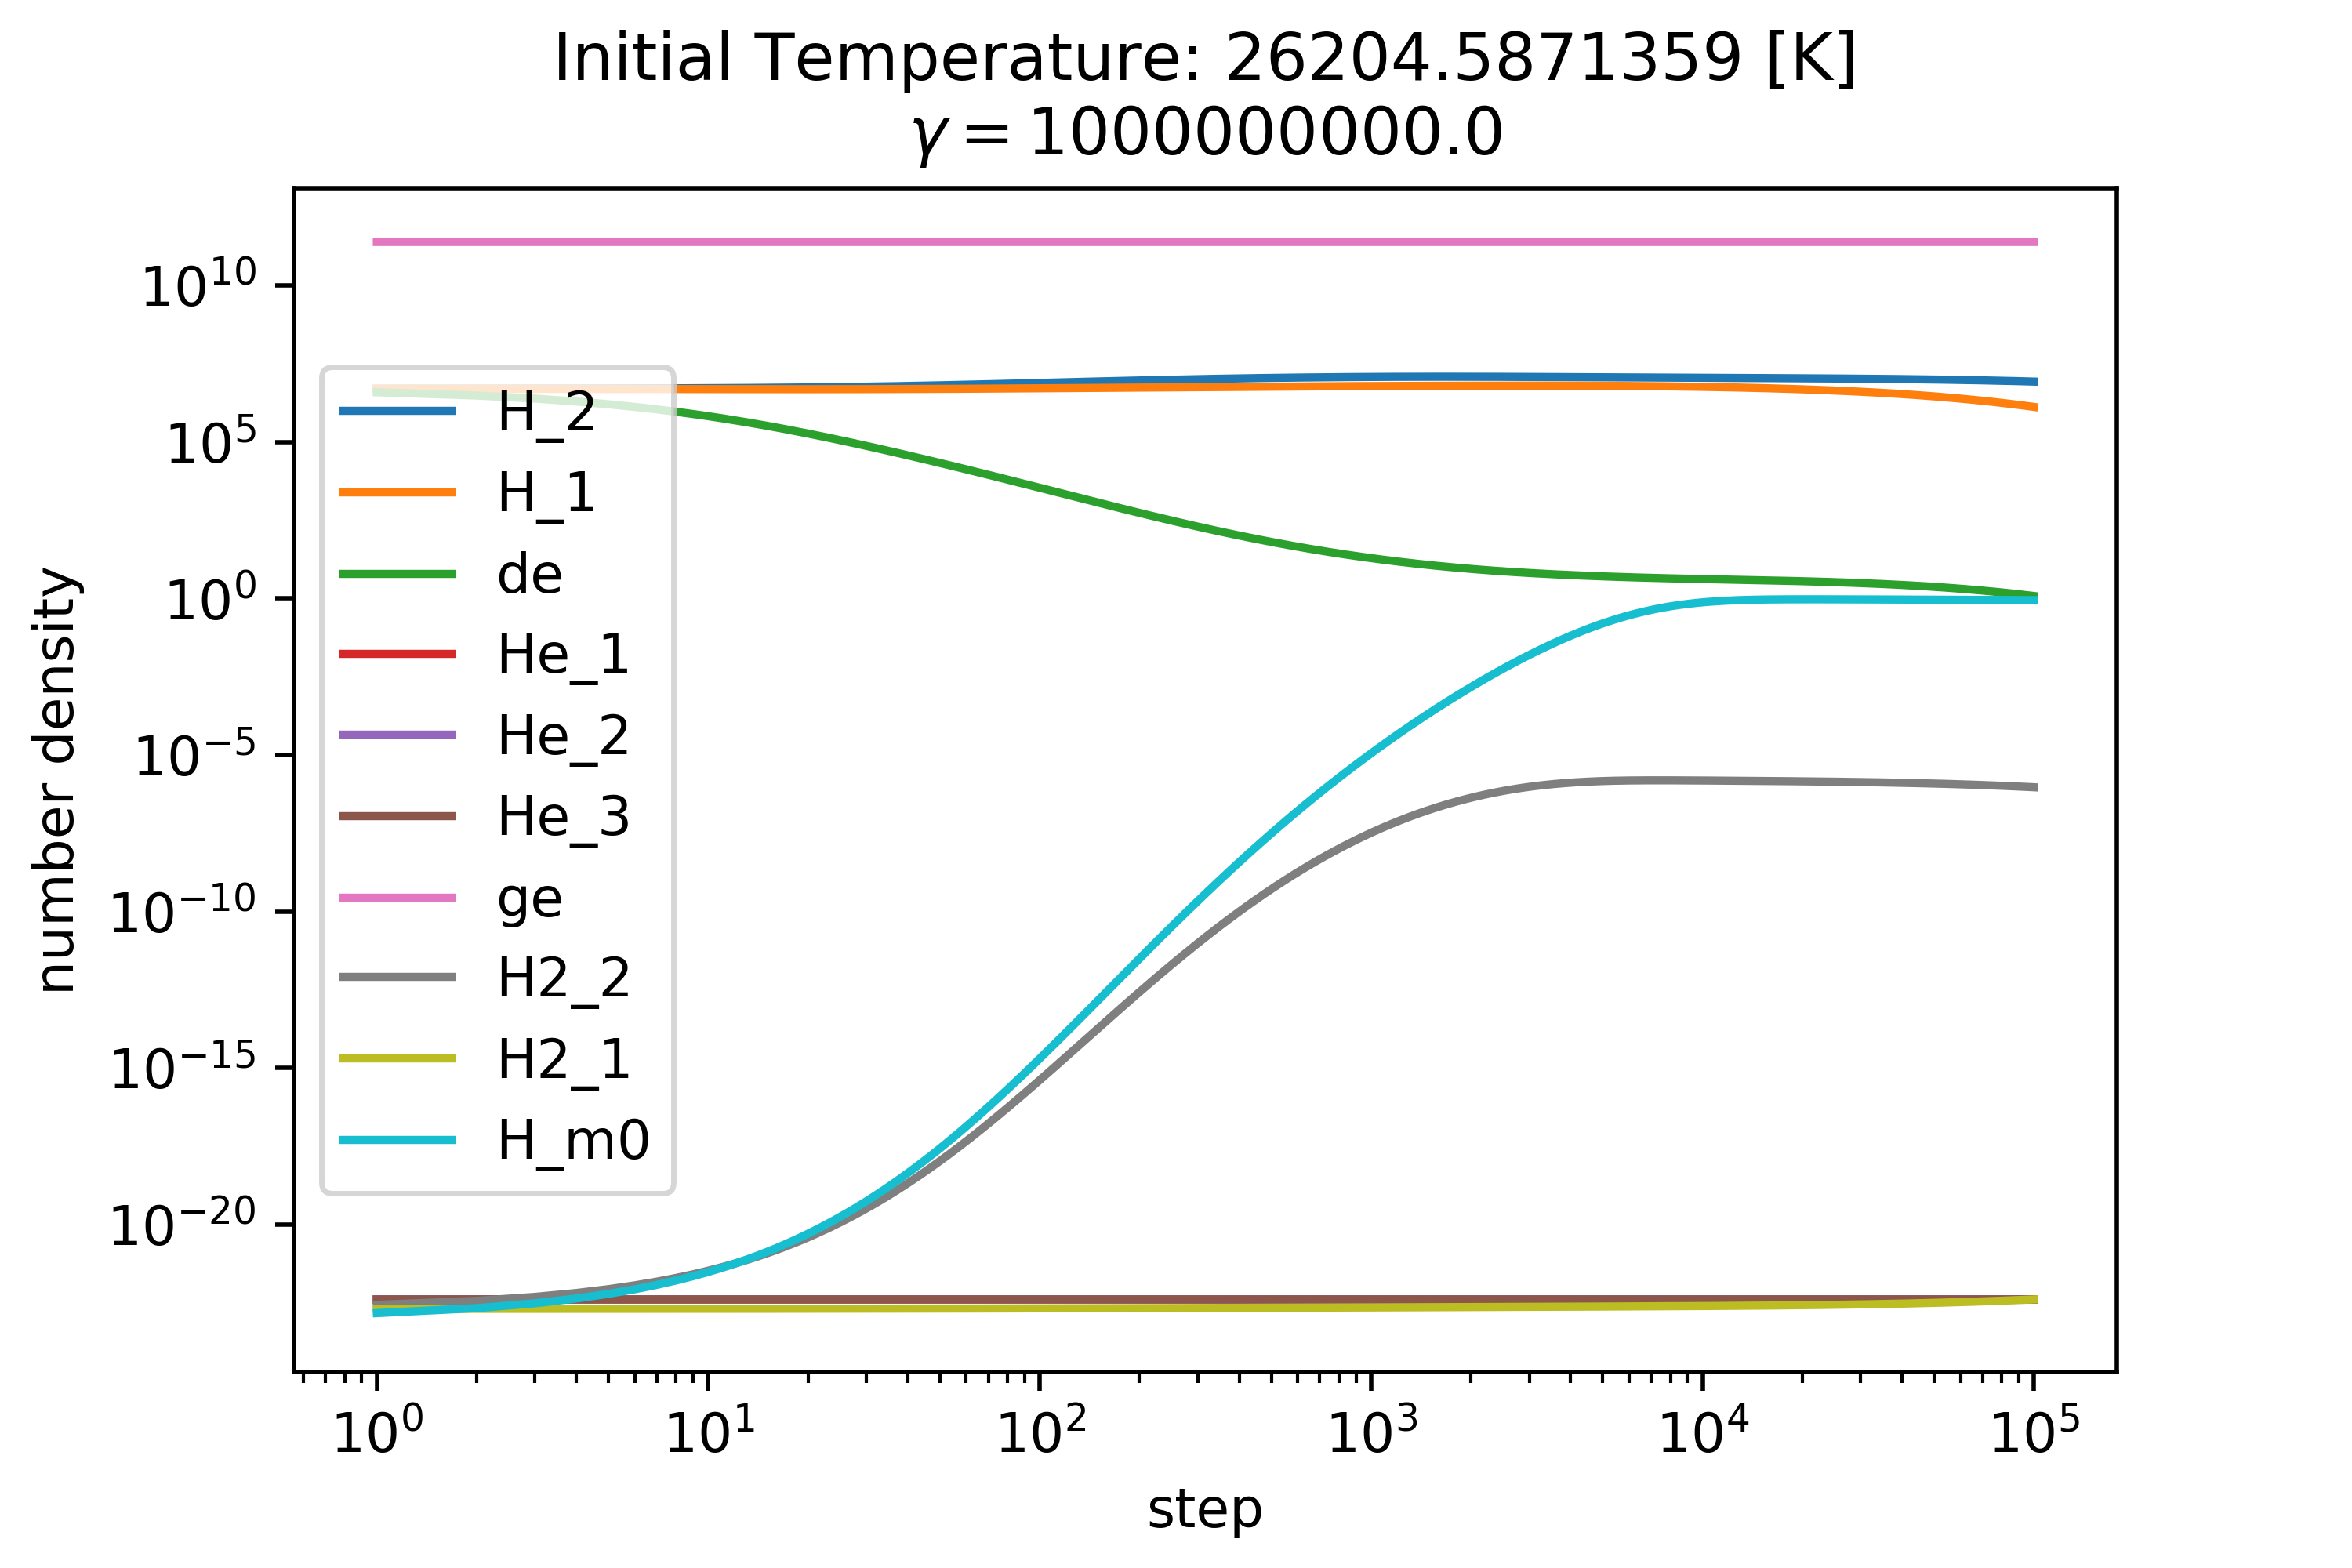 Initial Temperature: 26204.5871359 [K]
γ = 1000000000.0
number density
10^10
10^5
10^0
10^−5
10^−10
10^−15
10^−20
H_2
H_1
de
He_1
He_2
He_3
ge
H2_2
H2_1
H_m0
10^0 10^1 10^2 10^3 10^4 10^5
step